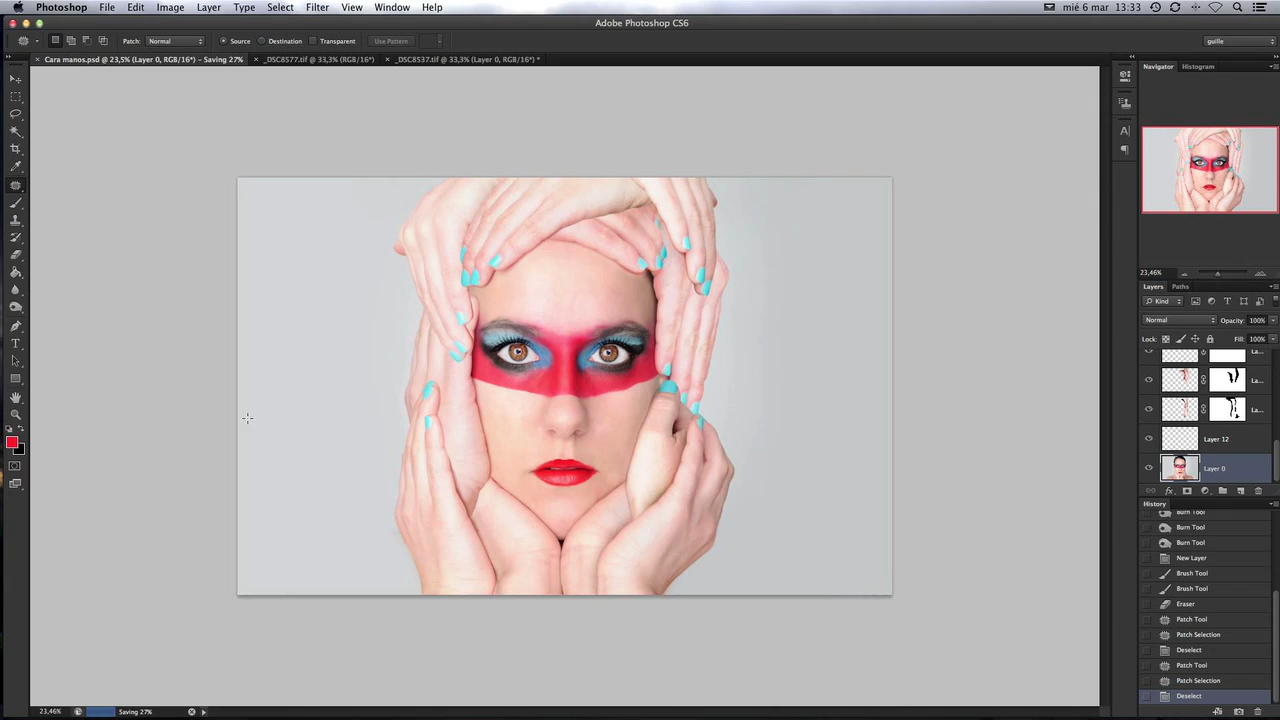 Photoshop File Edit Image Layer Type Select Filter View Window Help mié 6 mar 13:33
Adobe Photoshop CS6
Patch: Normal Source Destination Transparent Use Pattern guille
Cara manos.psd @ 23,5% (Layer 0, RGB/16*) – Saving 27% _DSC8577.tif @ 33,3% (RGB/16*) _DSC8537.tif @ 33,3% (Layer 0, RGB/16*) *
Navigator Histogram
23,46%
Layers Paths
Kind
Normal Opacity: 100%
Lock: Fill: 100%
La...
La...
La...
Layer 12
Layer 0
History
Burn Tool
Burn Tool
Burn Tool
New Layer
Brush Tool
Brush Tool
Eraser
Patch Tool
Patch Selection
Deselect
Patch Tool
Patch Selection
Deselect
23,46% Saving 27%